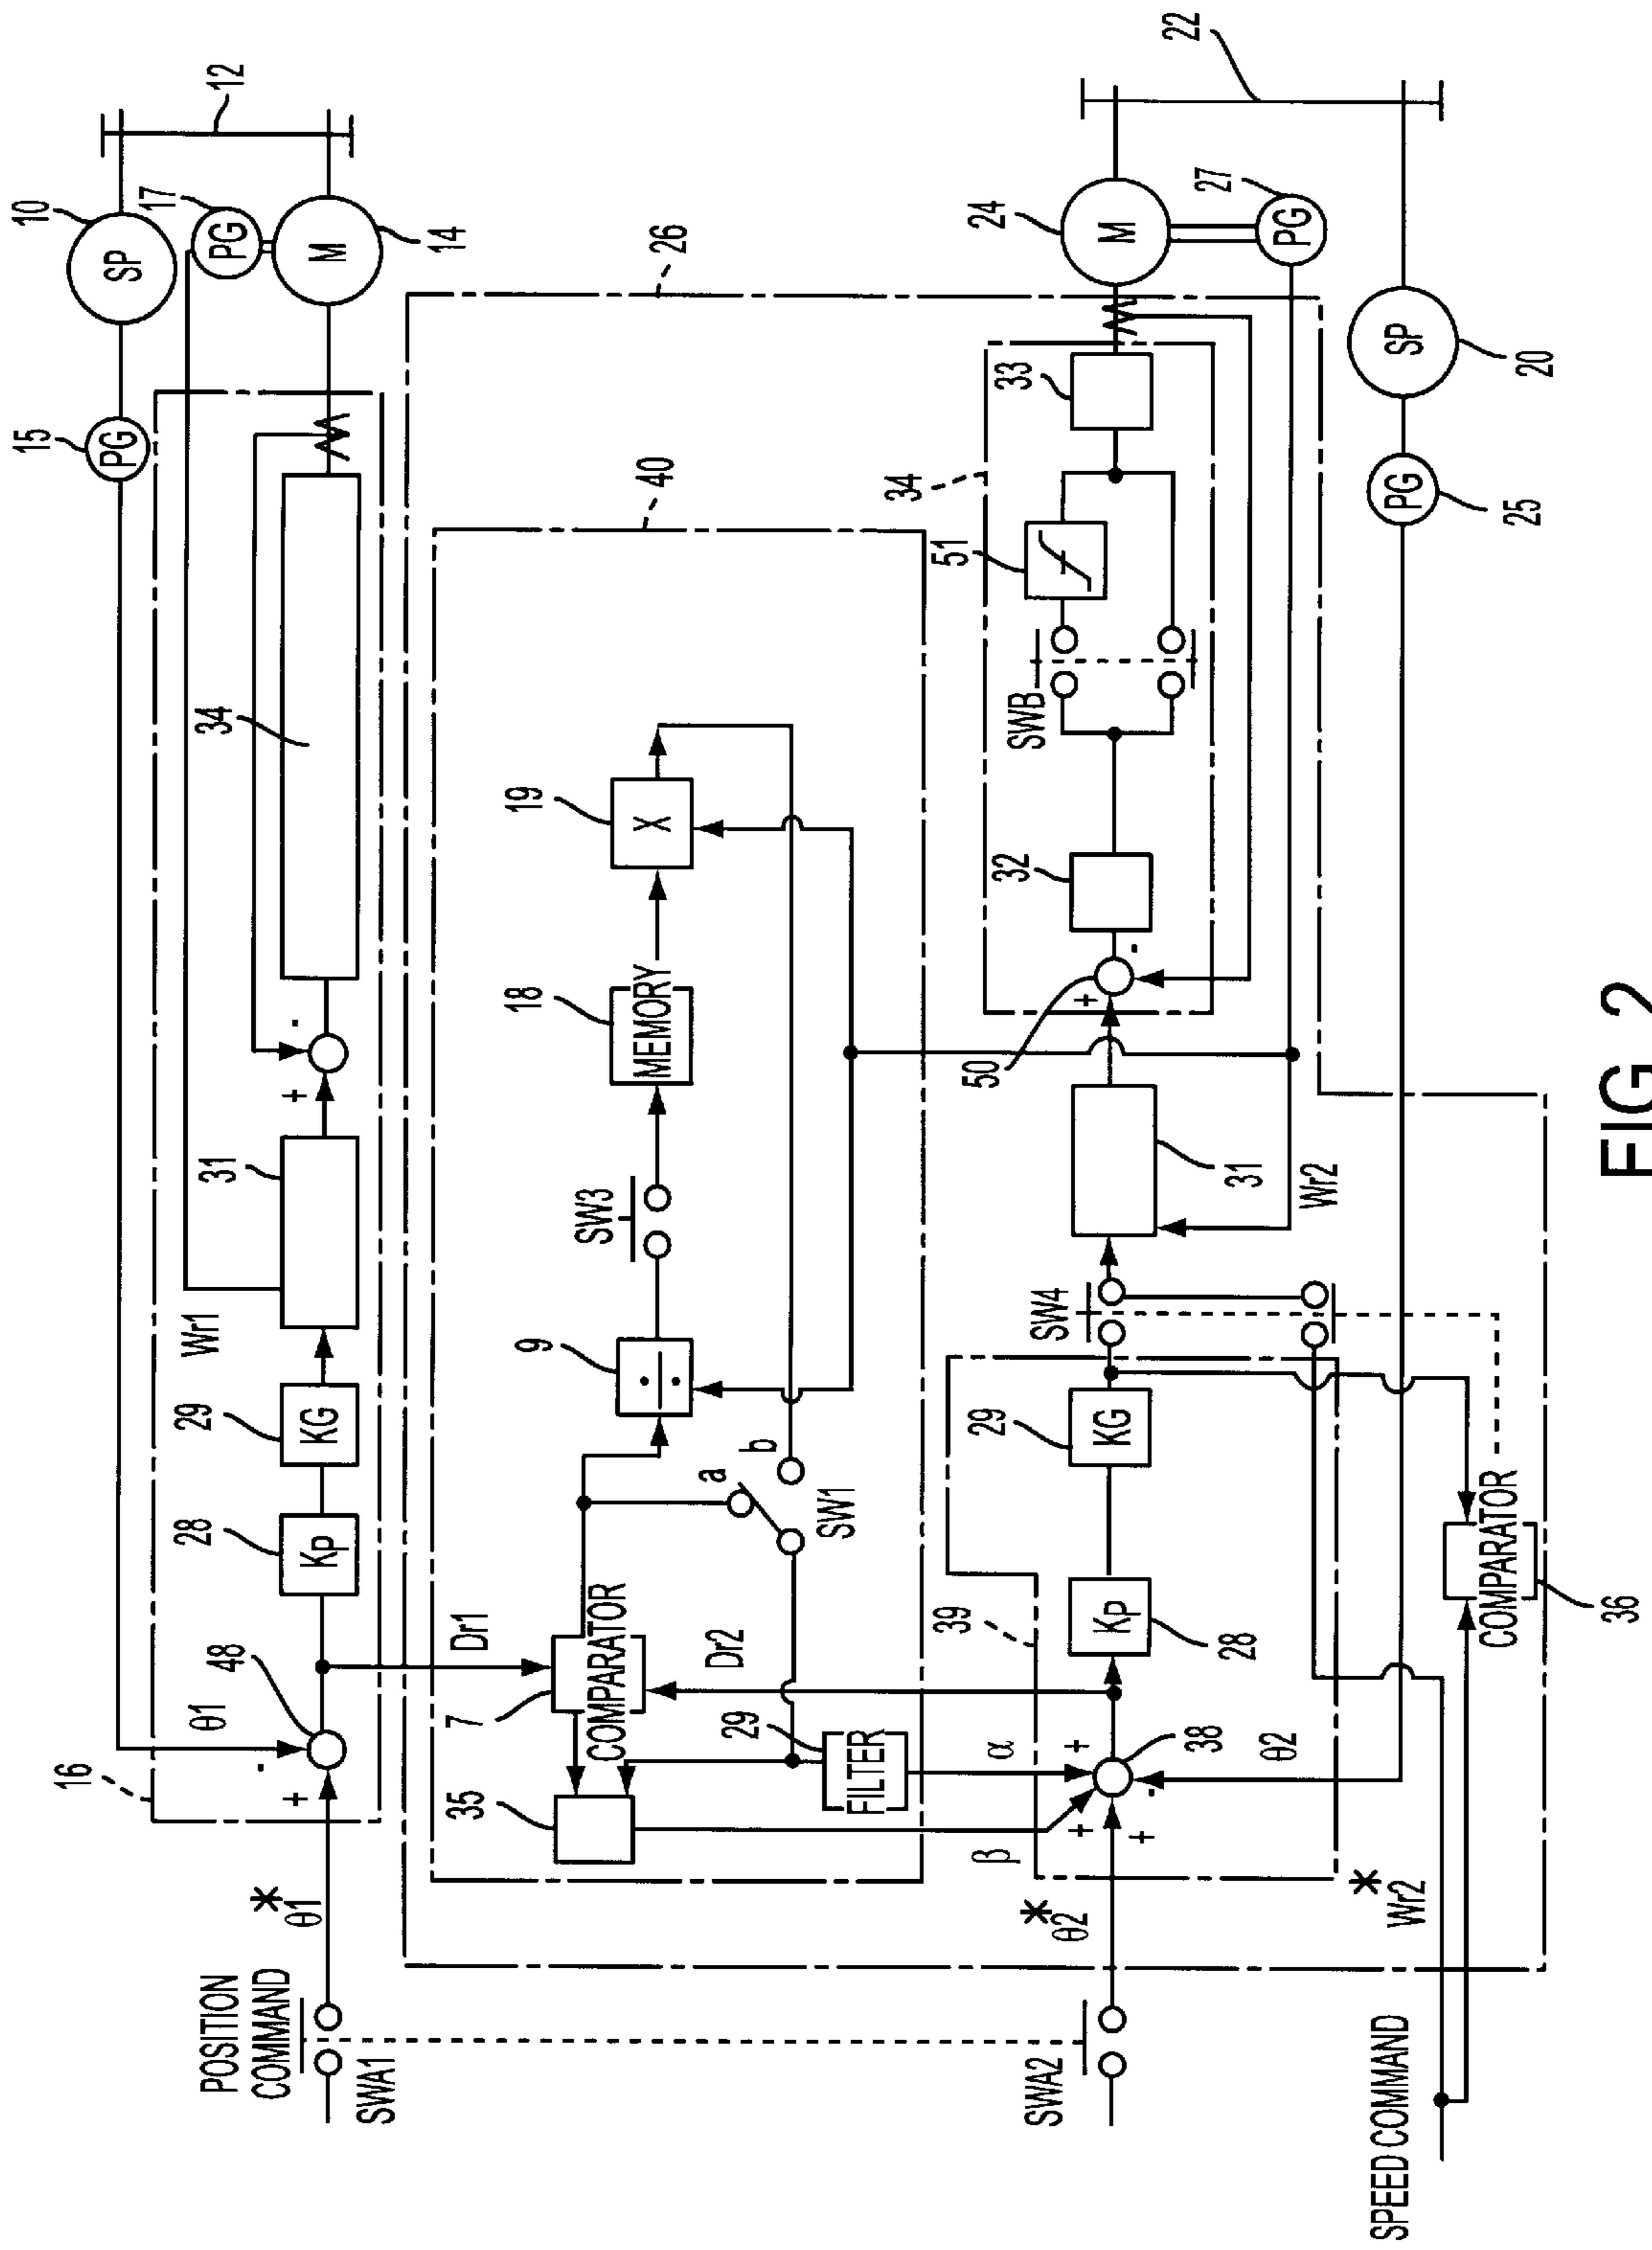 POSITION
COMMAND
SWA1
*
θ1
16
+
-
θ1
48
28
KP
29
KG
Wr1
31
+
-
34
15
PG
10
SP
17
PG
M
14
12
Dr1
7
COMPARATOR
35
Dr2
29
FILTER
α
β
a
b
SW1
9
÷
SW3
18
MEMORY
19
X
40
26
SWA2
*
θ2
+
+
+
-
38
θ2
39
KP
28
29
KG
SW4
31
Wr2
50
+
-
32
SWB
51
34
33
24
M
27
PG
22
SP
20
PG
25
SPEED COMMAND
*
Wr2
COMPARATOR
36
FIG. 2